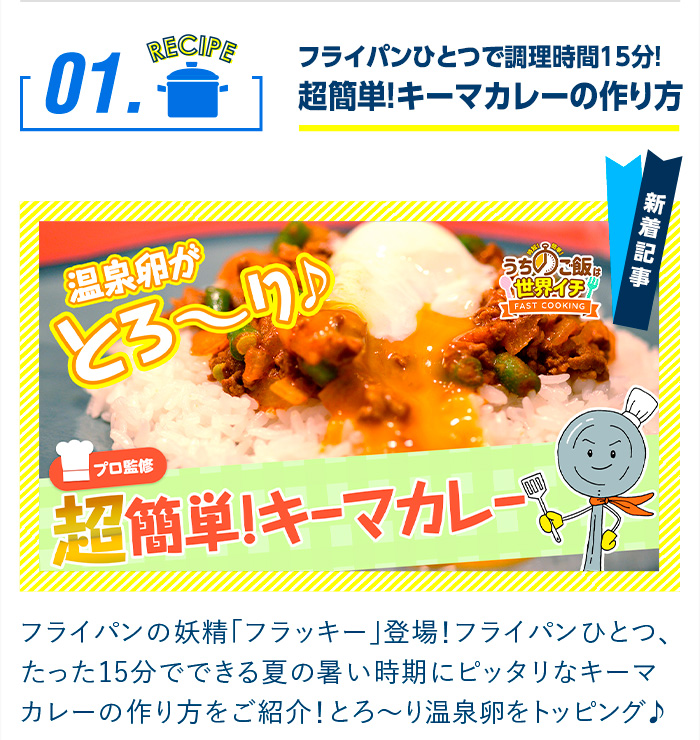 01.
RECIPE
フライパンひとつで調理時間15分!
超簡単!キーマカレーの作り方
新着記事
温泉卵が
とろ〜り♪
うちのご飯は
世界イチ
FAST COOKING
プロ監修
超簡単!キーマカレー
フライパンの妖精「フラッキー」登場!フライパンひとつ、
たった15分でできる夏の暑い時期にピッタリなキーマ
カレーの作り方をご紹介!とろ〜り温泉卵をトッピング♪